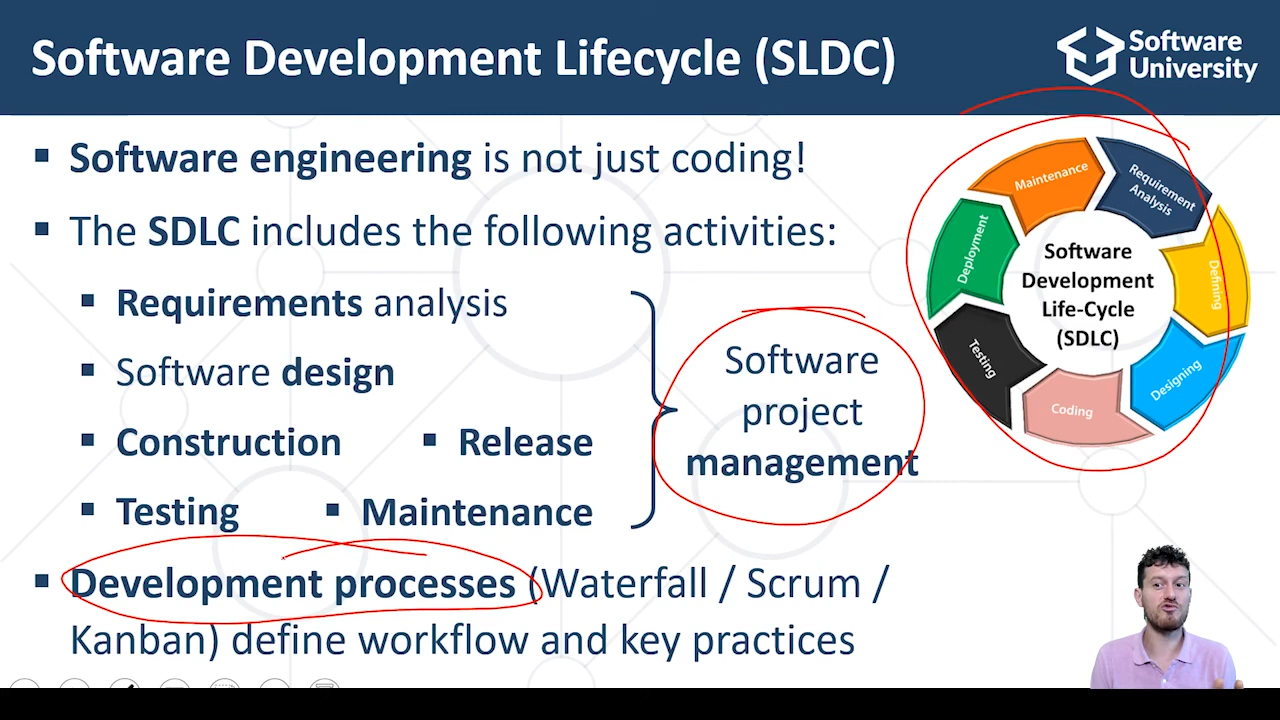 Software Development Lifecycle (SLDC)
Software
University
Software engineering is not just coding!
The SDLC includes the following activities:
Requirements analysis
Software design
Construction
Release
Testing
Maintenance
Software
project
management
Development processes (Waterfall / Scrum /
Kanban) define workflow and key practices
Maintenance
Requirement
Analysis
Defining
Designing
Coding
Testing
Deployment
Software
Development
Life-Cycle
(SDLC)